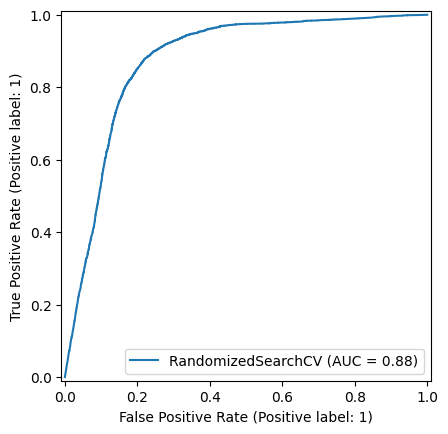 1.0
0.8
0.6
0.4
0.2
0.0
True Positive Rate (Positive label: 1)
RandomizedSearchCV (AUC = 0.88)
0.0 0.2 0.4 0.6 0.8 1.0
False Positive Rate (Positive label: 1)